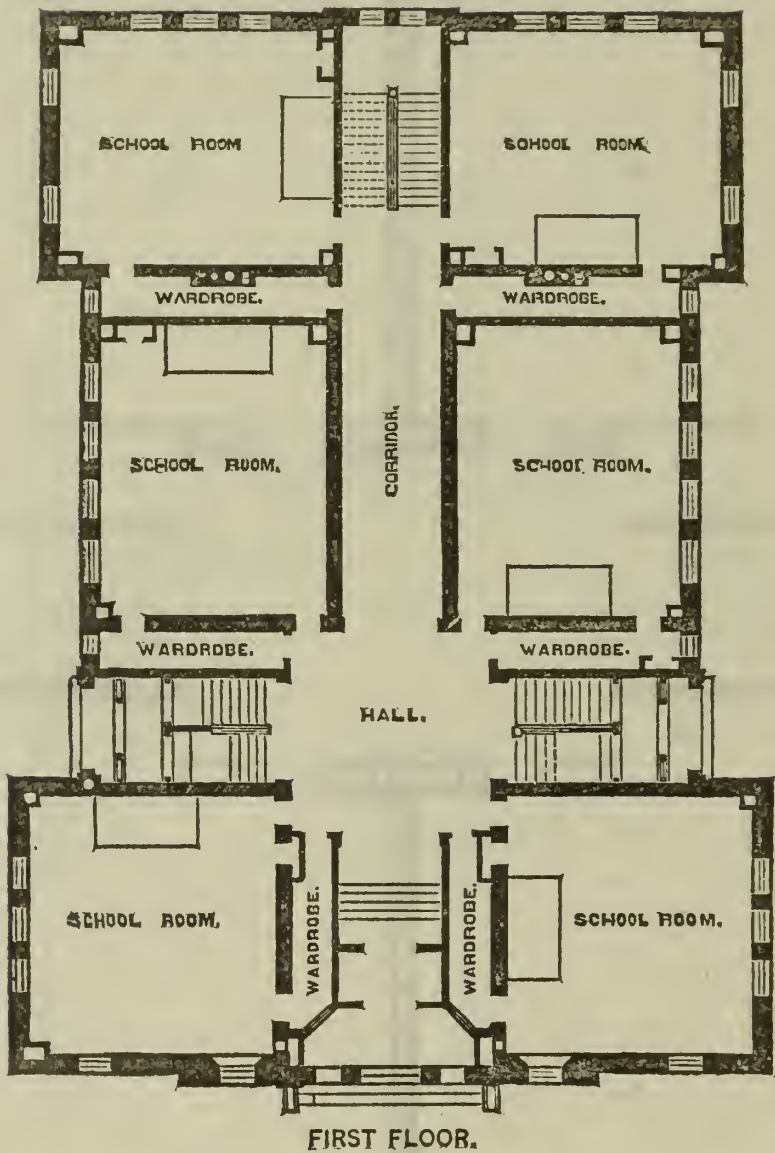 SCHOOL ROOM
SCHOOL ROOM.
WARDROBE.
WARDROBE.
CORRIDOR.
SCHOOL ROOM.
SCHOOL ROOM.
WARDROBE.
WARDROBE.
HALL.
SCHOOL ROOM.
WARDROBE.
WARDROBE.
SCHOOL ROOM.
FIRST FLOOR.